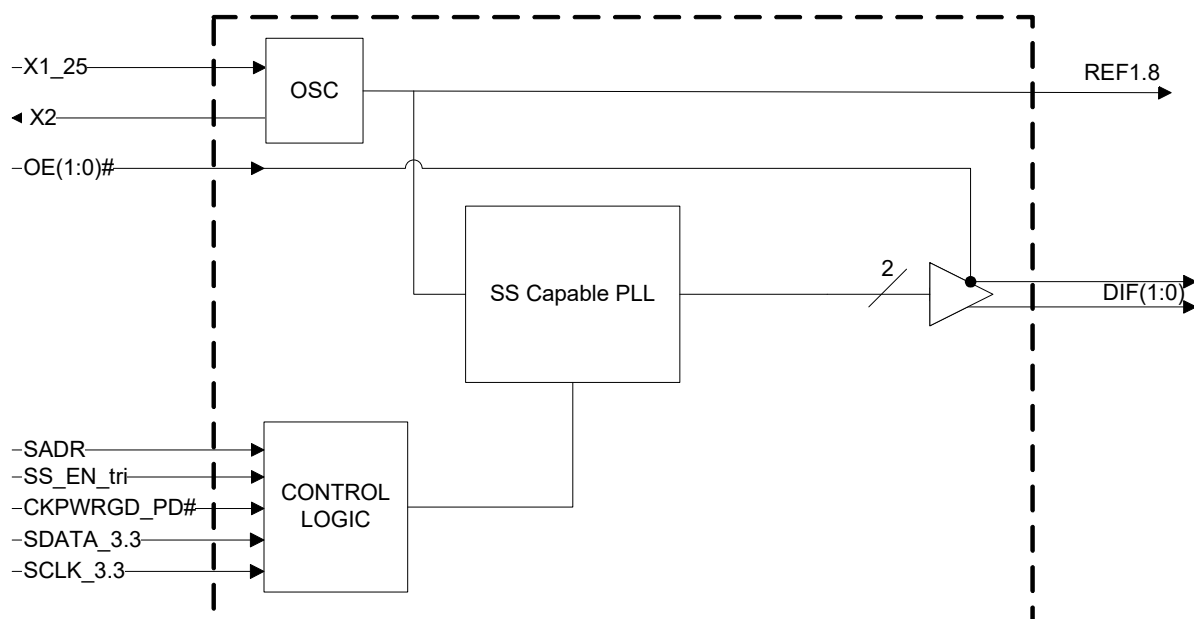 X1_25
OSC
REF1.8
X2
OE(1:0)#
SS Capable PLL
2
DIF(1:0)
SADR
SS_EN_tri
CKPWRGD_PD#
SDATA_3.3
SCLK_3.3
CONTROL
LOGIC